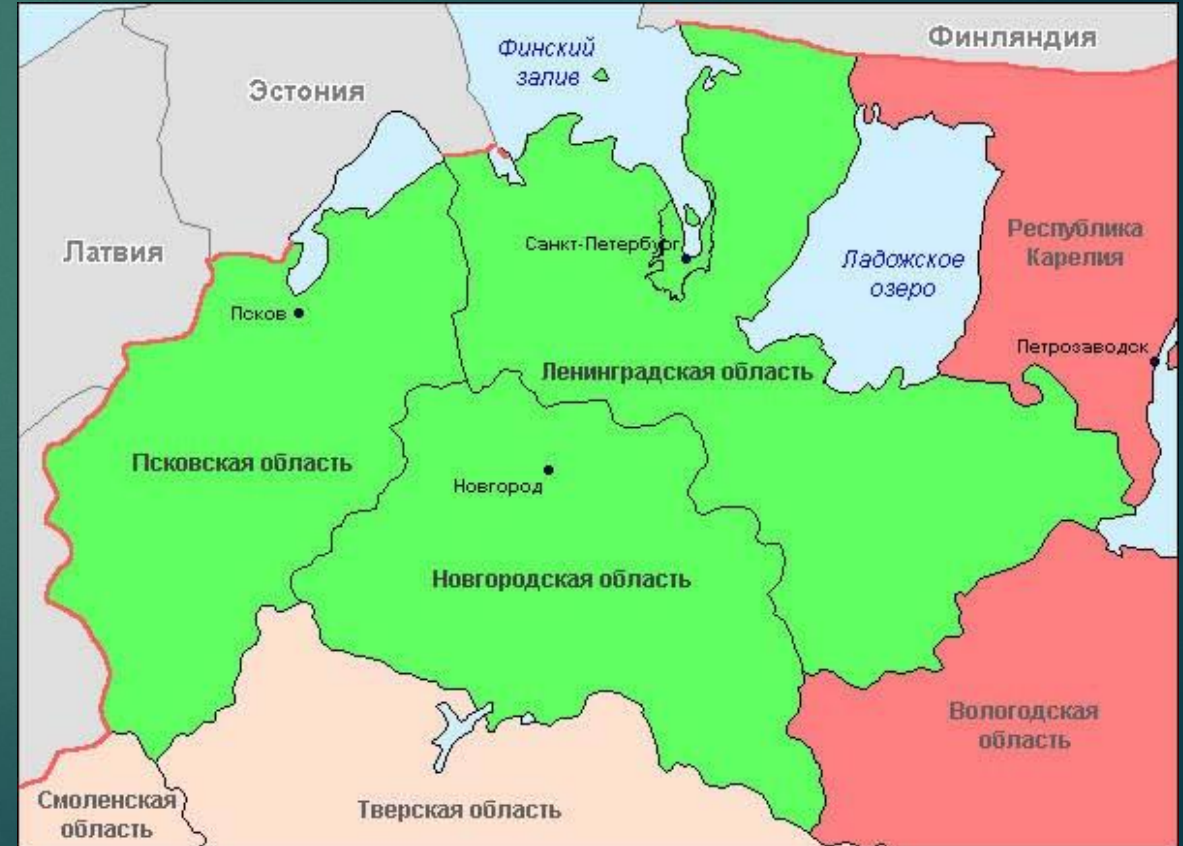 Финский
залив
Финляндия
Эстония
Латвия
Санкт-Петербург
Республика
Карелия
Ладожское
озеро
Псков
Петрозаводск
Ленинградская область
Псковская область
Новгород
Новгородская область
Вологодская
область
Смоленская
область
Тверская область